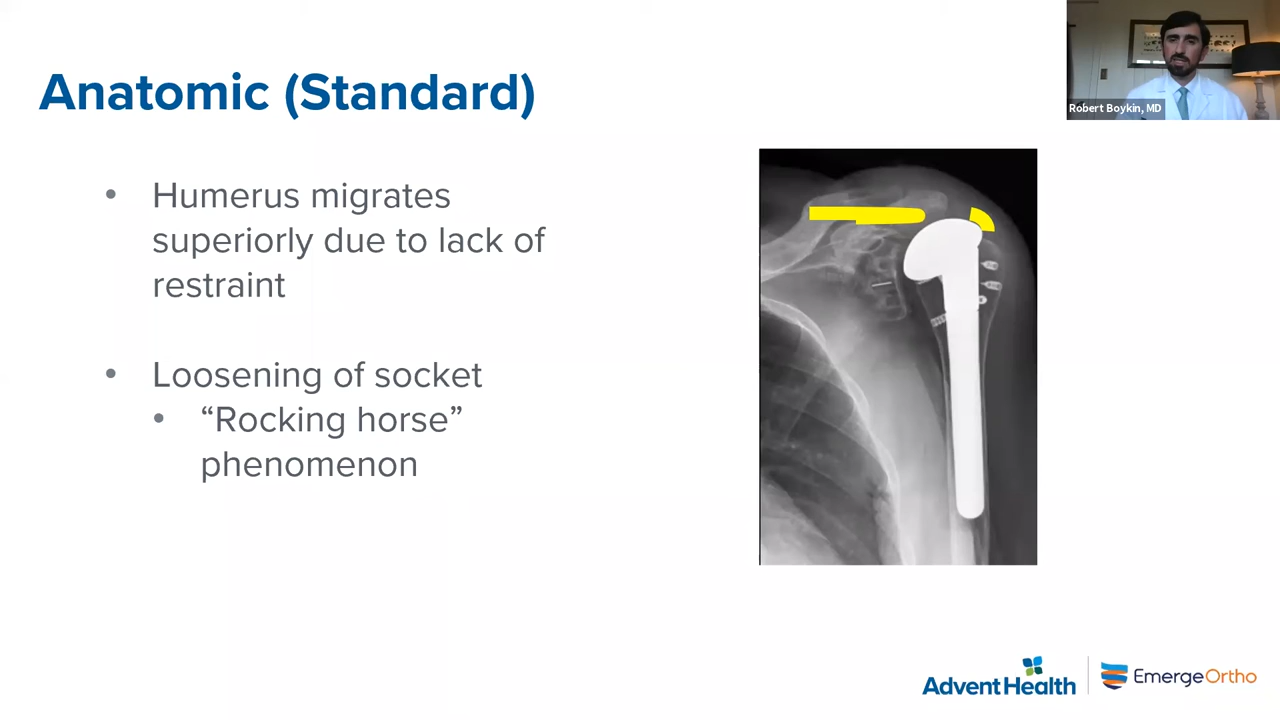 Robert Boykin, MD
Anatomic (Standard)
• Humerus migrates
superiorly due to lack of
restraint
• Loosening of socket
• “Rocking horse”
phenomenon
AdventHealth
EmergeOrtho